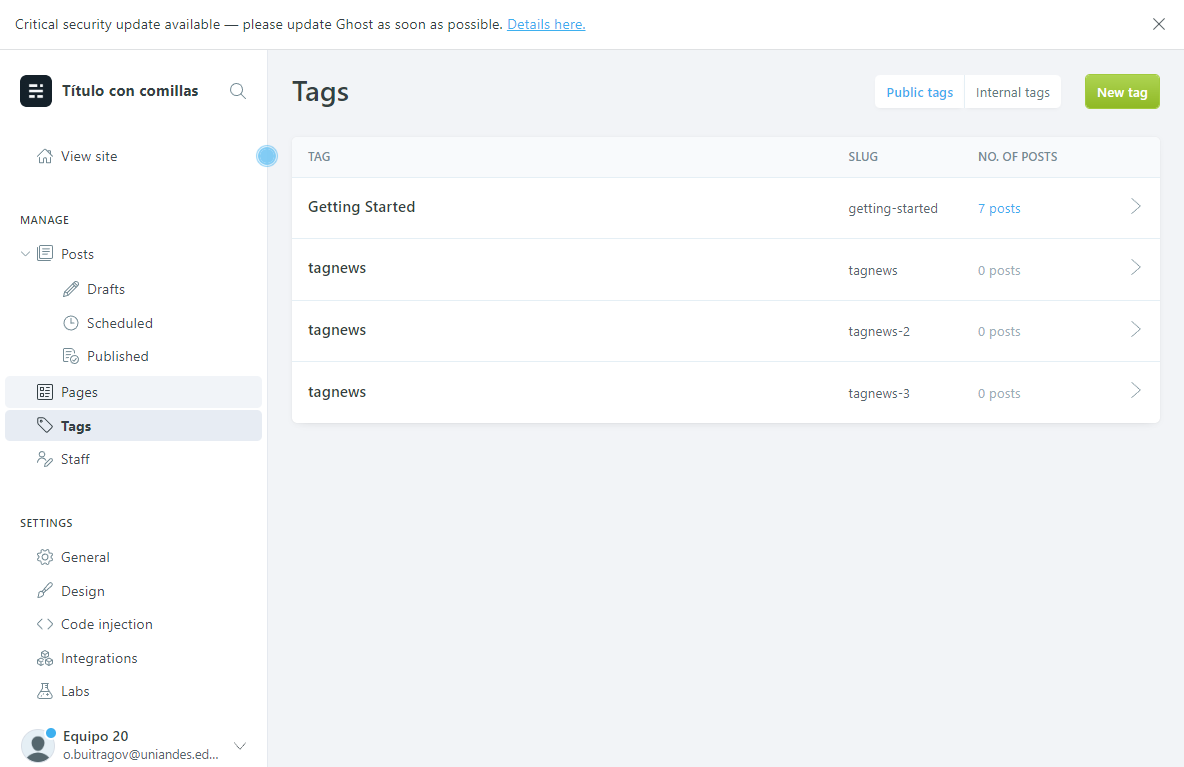 Critical security update available — please update Ghost as soon as possible. Details here.
Título con comillas
View site
MANAGE
Posts
Drafts
Scheduled
Published
Pages
Tags
Staff
SETTINGS
General
Design
Code injection
Integrations
Labs
Equipo 20
o.buitragov@uniandes.ed...
Tags
Public tags Internal tags New tag
TAG SLUG NO. OF POSTS
Getting Started getting-started 7 posts
tagnews tagnews 0 posts
tagnews tagnews-2 0 posts
tagnews tagnews-3 0 posts